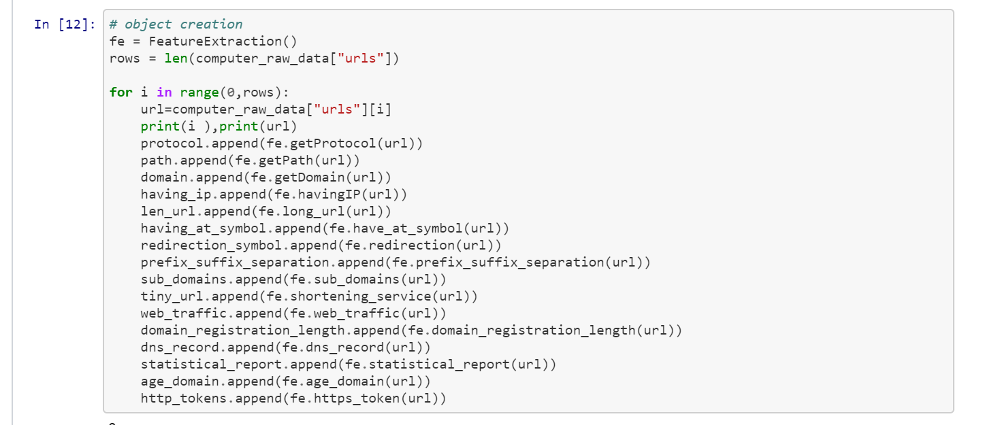 In [12]: # object creation
fe = FeatureExtraction()
rows = len(computer_raw_data["urls"])

for i in range(0,rows):
    url=computer_raw_data["urls"][i]
    print(i ),print(url)
    protocol.append(fe.getProtocol(url))
    path.append(fe.getPath(url))
    domain.append(fe.getDomain(url))
    having_ip.append(fe.havingIP(url))
    len_url.append(fe.long_url(url))
    having_at_symbol.append(fe.have_at_symbol(url))
    redirection_symbol.append(fe.redirection(url))
    prefix_suffix_separation.append(fe.prefix_suffix_separation(url))
    sub_domains.append(fe.sub_domains(url))
    tiny_url.append(fe.shortening_service(url))
    web_traffic.append(fe.web_traffic(url))
    domain_registration_length.append(fe.domain_registration_length(url))
    dns_record.append(fe.dns_record(url))
    statistical_report.append(fe.statistical_report(url))
    age_domain.append(fe.age_domain(url))
    http_tokens.append(fe.https_token(url))